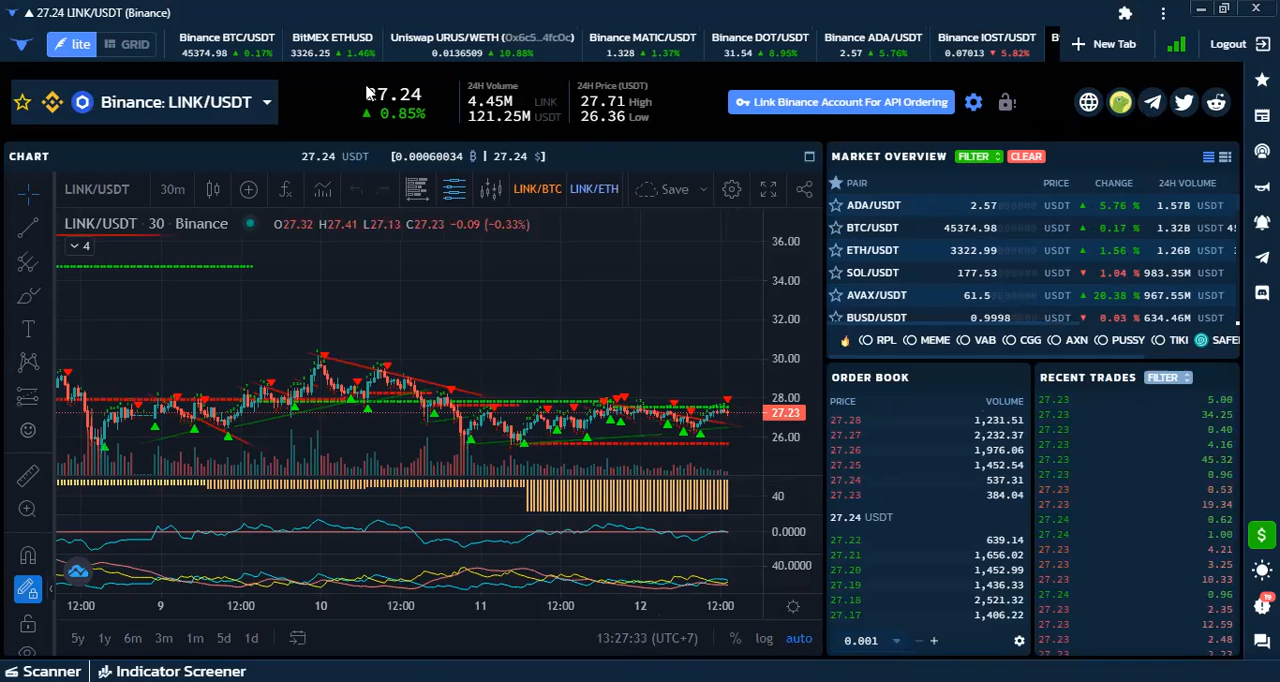 27.24 LINK/USDT (Binance)
lite
GRID
Binance BTC/USDT
45374.98 ▲ 0.17%
BitMEX ETHUSD
3326.25 ▲ 1.46%
Uniswap URUS/WETH (0x6c5...4fc0c)
0.0136509 ▲ 10.88%
Binance MATIC/USDT
1.328 ▲ 1.37%
Binance DOT/USDT
31.54 ▲ 8.95%
Binance ADA/USDT
2.57 ▲ 5.76%
Binance IOST/USDT
0.07013 ▼ 5.82%
New Tab
Logout
Binance: LINK/USDT
27.24
▲ 0.85%
24H Volume
4.45M LINK
121.25M USDT
24H Price (USDT)
27.71 High
26.36 Low
Link Binance Account For API Ordering
CHART
27.24 USDT [0.00060034 ₿ | 27.24 $]
LINK/USDT 30m
LINK/BTC LINK/ETH
Save
LINK/USDT · 30 · Binance
O27.32 H27.41 L27.13 C27.23 −0.09 (−0.33%)
4
36.00
34.00
32.00
30.00
28.00
27.23
26.00
40
0.0000
40.0000
12:00 9 12:00 10 12:00 11 12:00 12 12:00
5y 1y 6m 3m 1m 5d 1d
13:27:33 (UTC+7)
% log auto
MARKET OVERVIEW FILTER CLEAR
PAIR PRICE CHANGE 24H VOLUME
ADA/USDT 2.57000000 USDT ▲ 5.76 % 1.57B USDT
BTC/USDT 45374.98 USDT ▲ 0.17 % 1.32B USDT 45
ETH/USDT 3322.99 USDT ▲ 1.56 % 1.26B USDT
SOL/USDT 177.53 USDT ▼ 1.04 % 983.35M USDT
AVAX/USDT 61.5 USDT ▲ 20.38 % 967.55M USDT
BUSD/USDT 0.9998 USDT ▼ 0.03 % 634.46M USDT
RPL MEME VAB CGG AXN PUSSY TIKI SAFE
ORDER BOOK
PRICE VOLUME
27.28 1,231.51
27.27 2,232.37
27.26 1,976.06
27.25 1,452.54
27.24 537.31
27.23 384.04
27.24 USDT
27.22 639.14
27.21 1,656.02
27.20 1,452.99
27.19 1,436.33
27.18 2,521.32
27.17 1,406.22
0.001
RECENT TRADES FILTER
27.23 5.00
27.23 34.25
27.23 0.40
27.23 4.16
27.23 45.32
27.23 0.96
27.23 0.53
27.23 19.34
27.24 0.62
27.24 1.00
27.23 4.21
27.23 3.25
27.23 10.33
27.24 0.96
27.23 2.35
27.23 12.59
27.23 2.48
$
79
Scanner
Indicator Screener